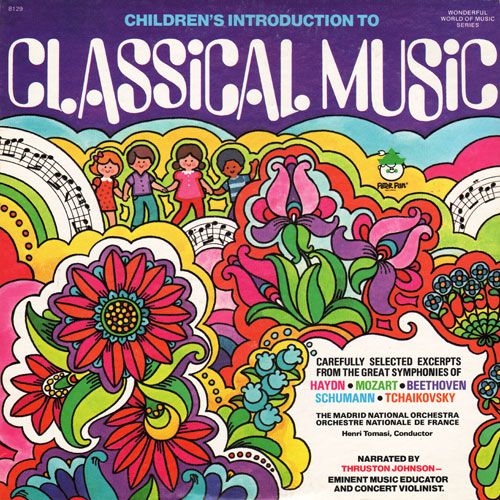 8129
CHILDREN'S INTRODUCTION TO
WONDERFUL
WORLD OF MUSIC
SERIES
CLASSICAL MUSIC
PETER PAN®
CAREFULLY SELECTED EXCERPTS
FROM THE GREAT SYMPHONIES OF
HAYDN • MOZART • BEETHOVEN
SCHUMANN • TCHAIKOVSKY
THE MADRID NATIONAL ORCHESTRA
ORCHESTRE NATIONALE DE FRANCE
Henri Tomasi, Conductor
NARRATED BY
THRUSTON JOHNSON—
EMINENT MUSIC EDUCATOR
AND CONCERT VIOLINIST.